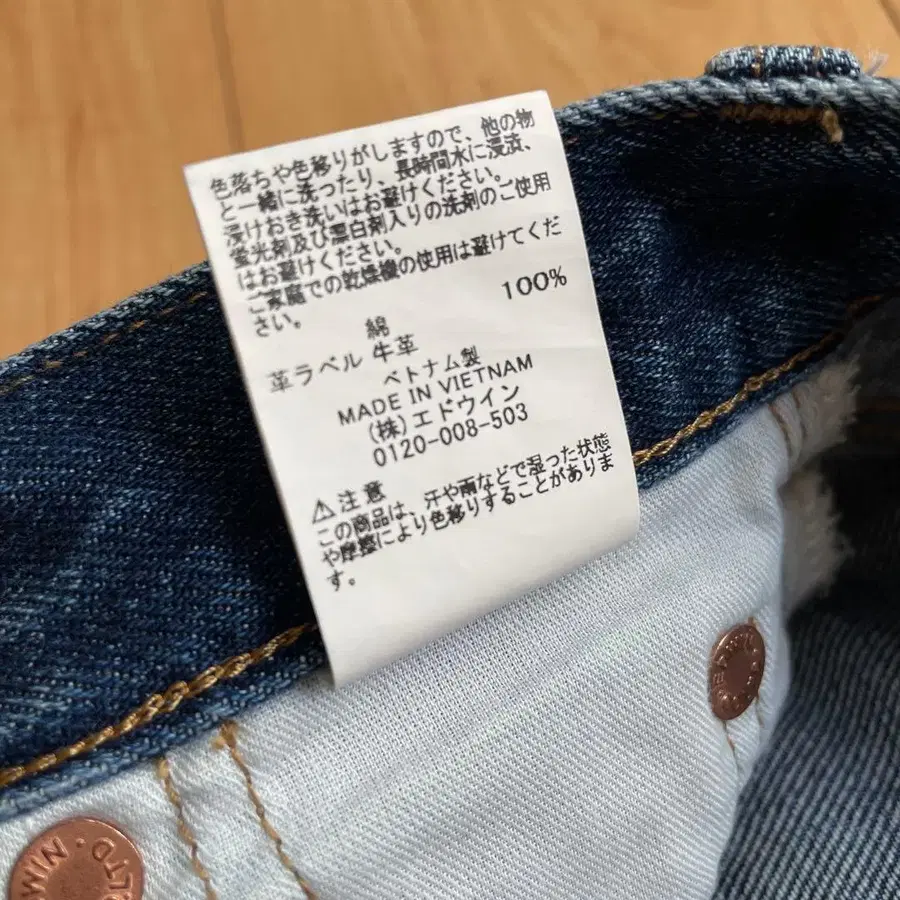 色落ちや色移りがしますので、他の物
と一緒に洗ったり、長時間水に浸漬、
浸けおき洗いはお避けください。
蛍光剤及び漂白剤入りの洗剤のご使用
はお避けください。
ご家庭での乾燥機の使用は避けてくだ
さい。
綿 100%
革ラベル 牛革
ベトナム製
MADE IN VIETNAM
(株)エドウイン
0120-008-503
⚠注意
この商品は、汗や雨などで湿った状態
や摩擦により色移りすることがありま
す。